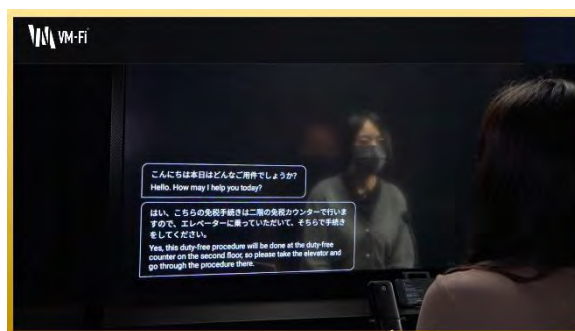 VM-Fi
こんにちは本日はどんなご用件でしょうか?
Hello. How may I help you today?
はい、こちらの免税手続きは二階の免税カウンターで行いま
すので、エレベーターに乗っていただいて、そちらで手続き
をしてください。
Yes, this duty-free procedure will be done at the duty-free
counter on the second floor, so please take the elevator and
go through the procedure there.